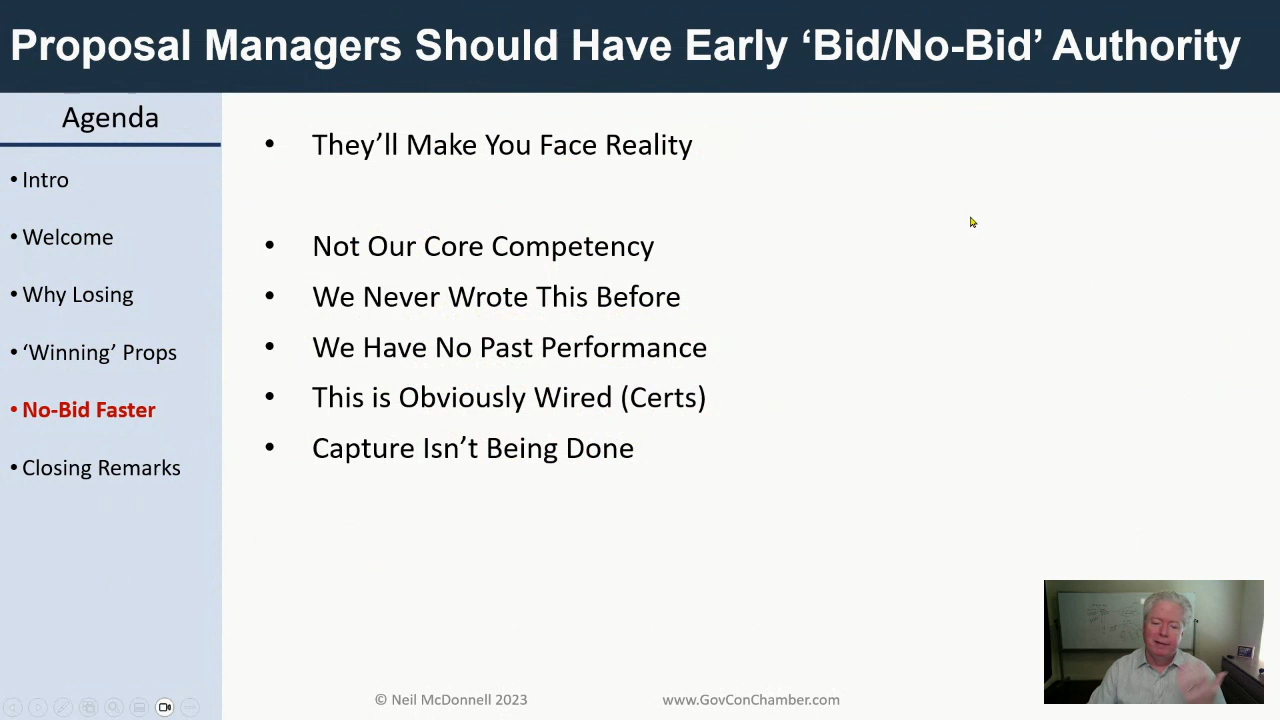 Proposal Managers Should Have Early ‘Bid/No-Bid’ Authority
Agenda
• Intro
• Welcome
• Why Losing
• ‘Winning’ Props
• No-Bid Faster
• Closing Remarks
• They’ll Make You Face Reality
• Not Our Core Competency
• We Never Wrote This Before
• We Have No Past Performance
• This is Obviously Wired (Certs)
• Capture Isn’t Being Done
© Neil McDonnell 2023
www.GovConChamber.com